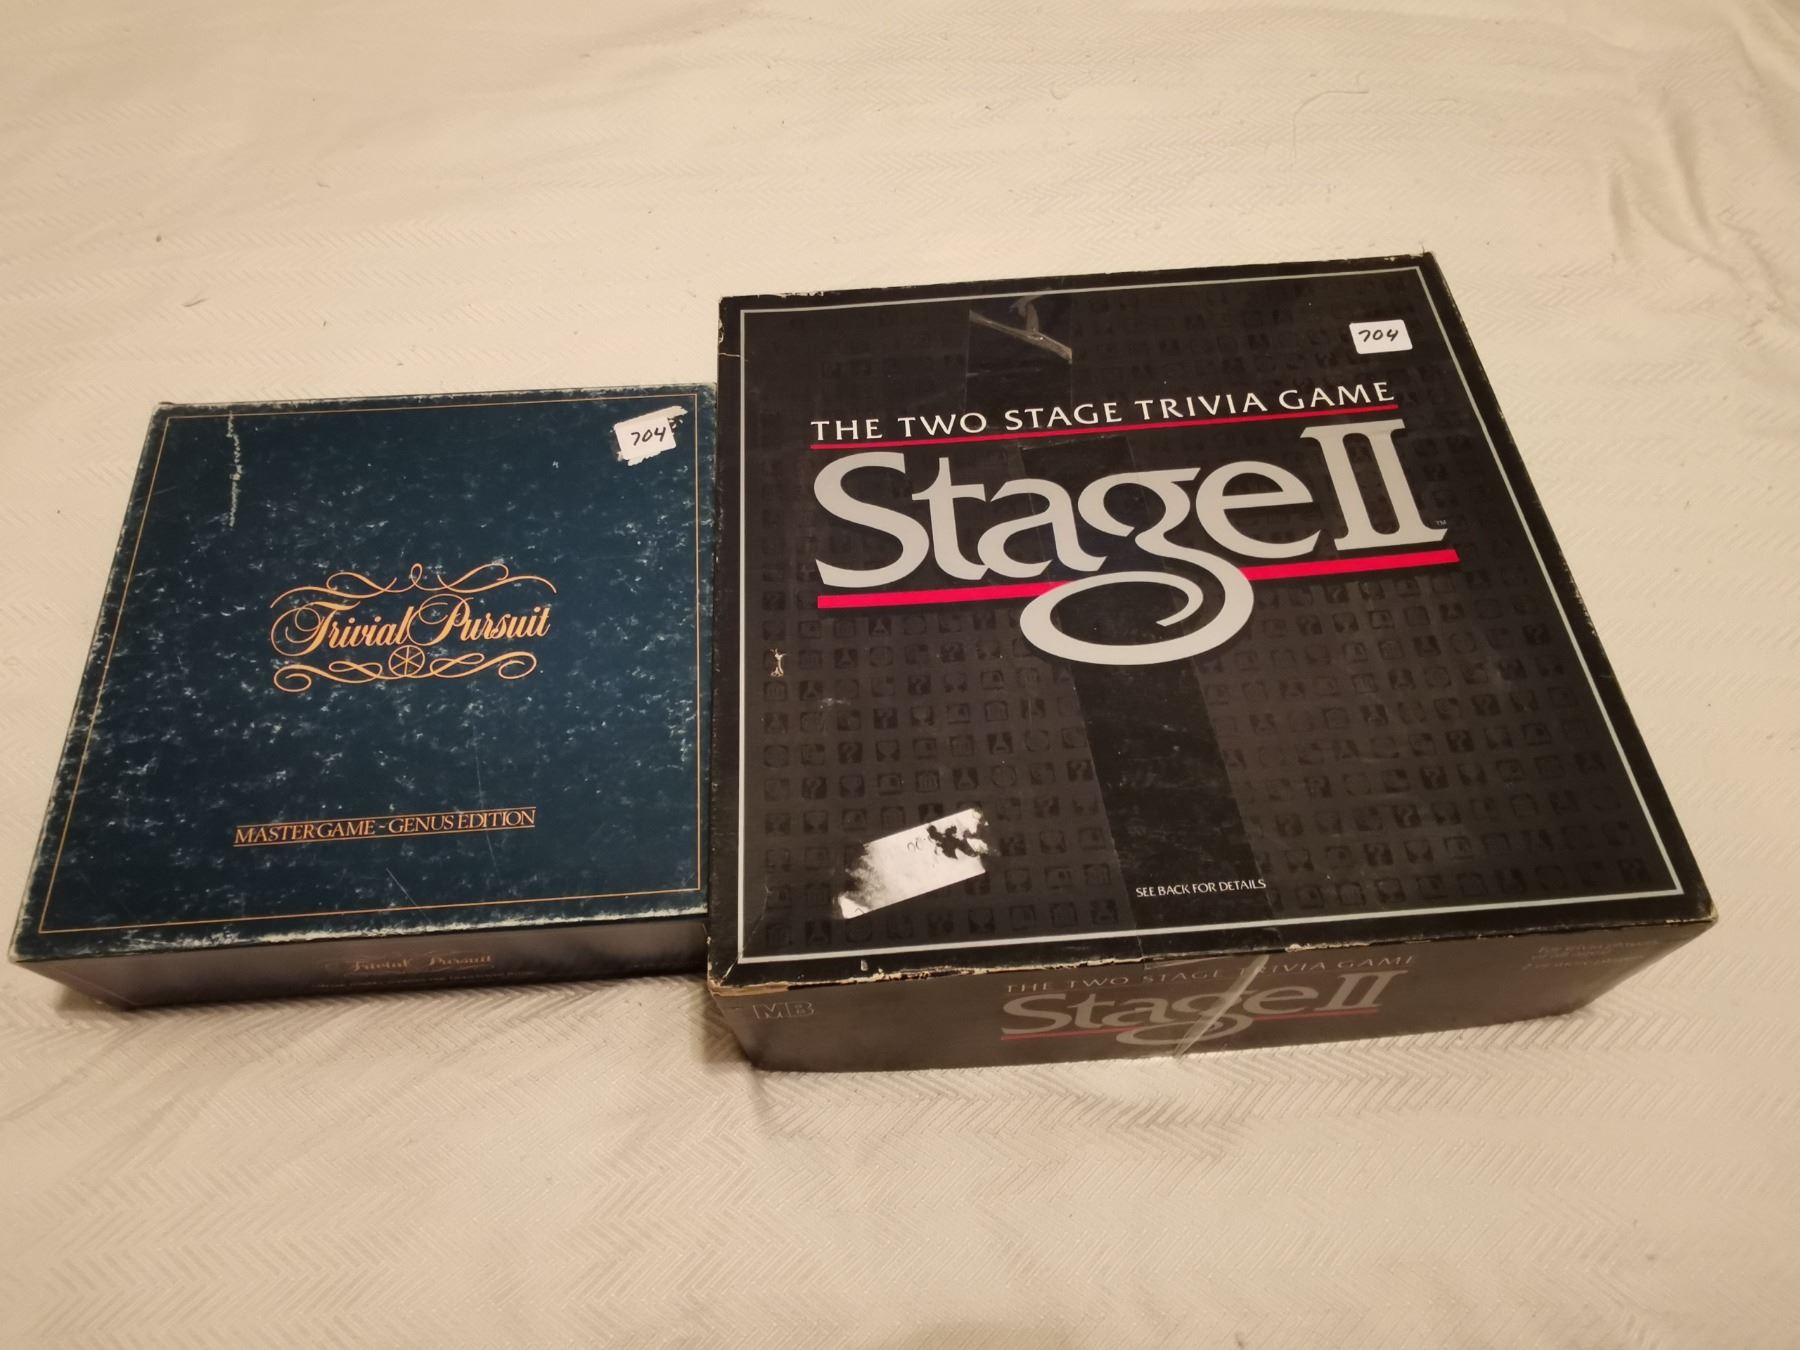 704
Trivial Pursuit
MASTER GAME - GENUS EDITION
Trivial Pursuit
704
THE TWO STAGE TRIVIA GAME
Stage II
TM
SEE BACK FOR DETAILS
MB
THE TWO STAGE TRIVIA GAME
Stage II